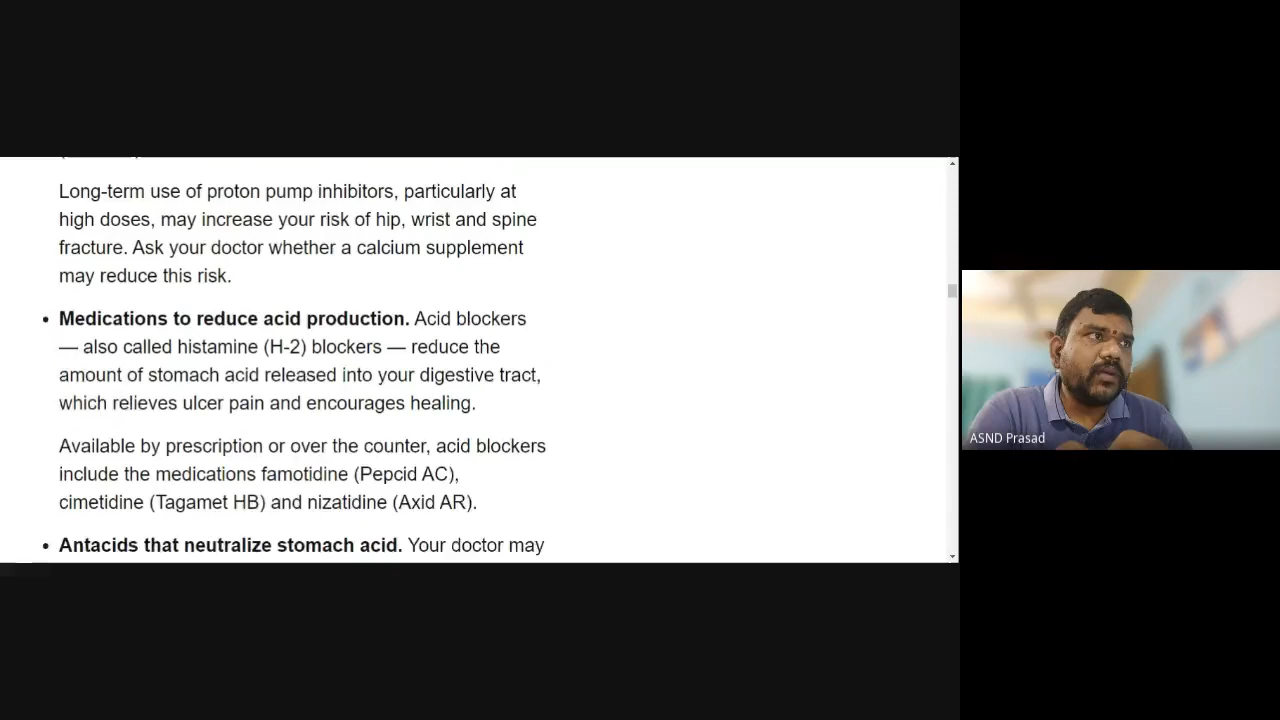 Long-term use of proton pump inhibitors, particularly at
high doses, may increase your risk of hip, wrist and spine
fracture. Ask your doctor whether a calcium supplement
may reduce this risk.
• Medications to reduce acid production. Acid blockers
— also called histamine (H-2) blockers — reduce the
amount of stomach acid released into your digestive tract,
which relieves ulcer pain and encourages healing.
Available by prescription or over the counter, acid blockers
include the medications famotidine (Pepcid AC),
cimetidine (Tagamet HB) and nizatidine (Axid AR).
• Antacids that neutralize stomach acid. Your doctor may
ASND Prasad